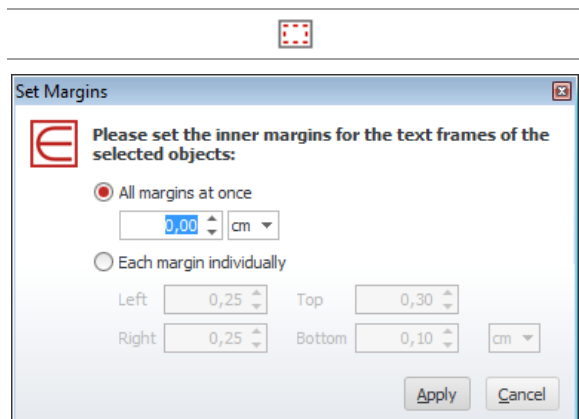 Set Margins
Please set the inner margins for the text frames of the
selected objects:
All margins at once
0,00 cm
Each margin individually
Left 0,25 Top 0,30
Right 0,25 Bottom 0,10 cm
Apply Cancel